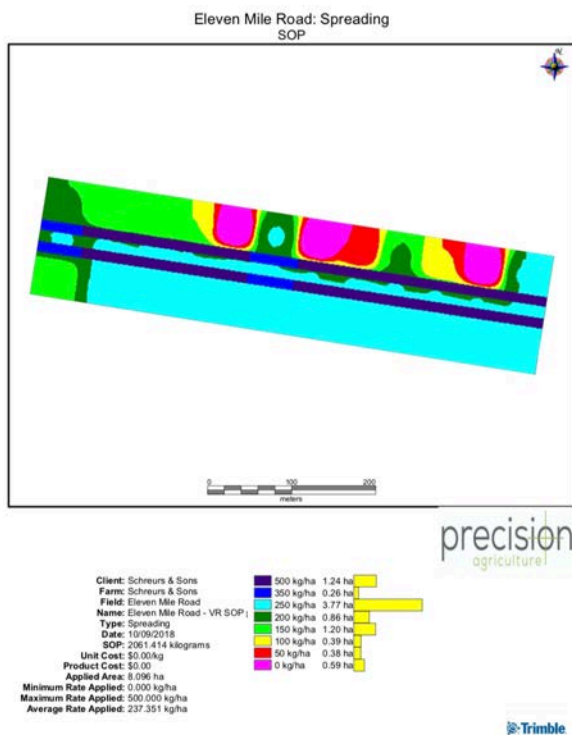 Eleven Mile Road: Spreading
SOP
N
0 100 200
meters
precision
agriculture
Client: Schreurs & Sons
Farm: Schreurs & Sons
Field: Eleven Mile Road
Name: Eleven Mile Road - VR SOP
Type: Spreading
Date: 10/09/2018
SOP: 2061.414 kilograms
Unit Cost: $0.00/kg
Product Cost: $0.00
Applied Area: 8.096 ha
Minimum Rate Applied: 0.000 kg/ha
Maximum Rate Applied: 500.000 kg/ha
Average Rate Applied: 237.351 kg/ha
500 kg/ha 1.24 ha
350 kg/ha 0.26 ha
250 kg/ha 3.77 ha
200 kg/ha 0.86 ha
150 kg/ha 1.20 ha
100 kg/ha 0.39 ha
50 kg/ha 0.38 ha
0 kg/ha 0.59 ha
Trimble